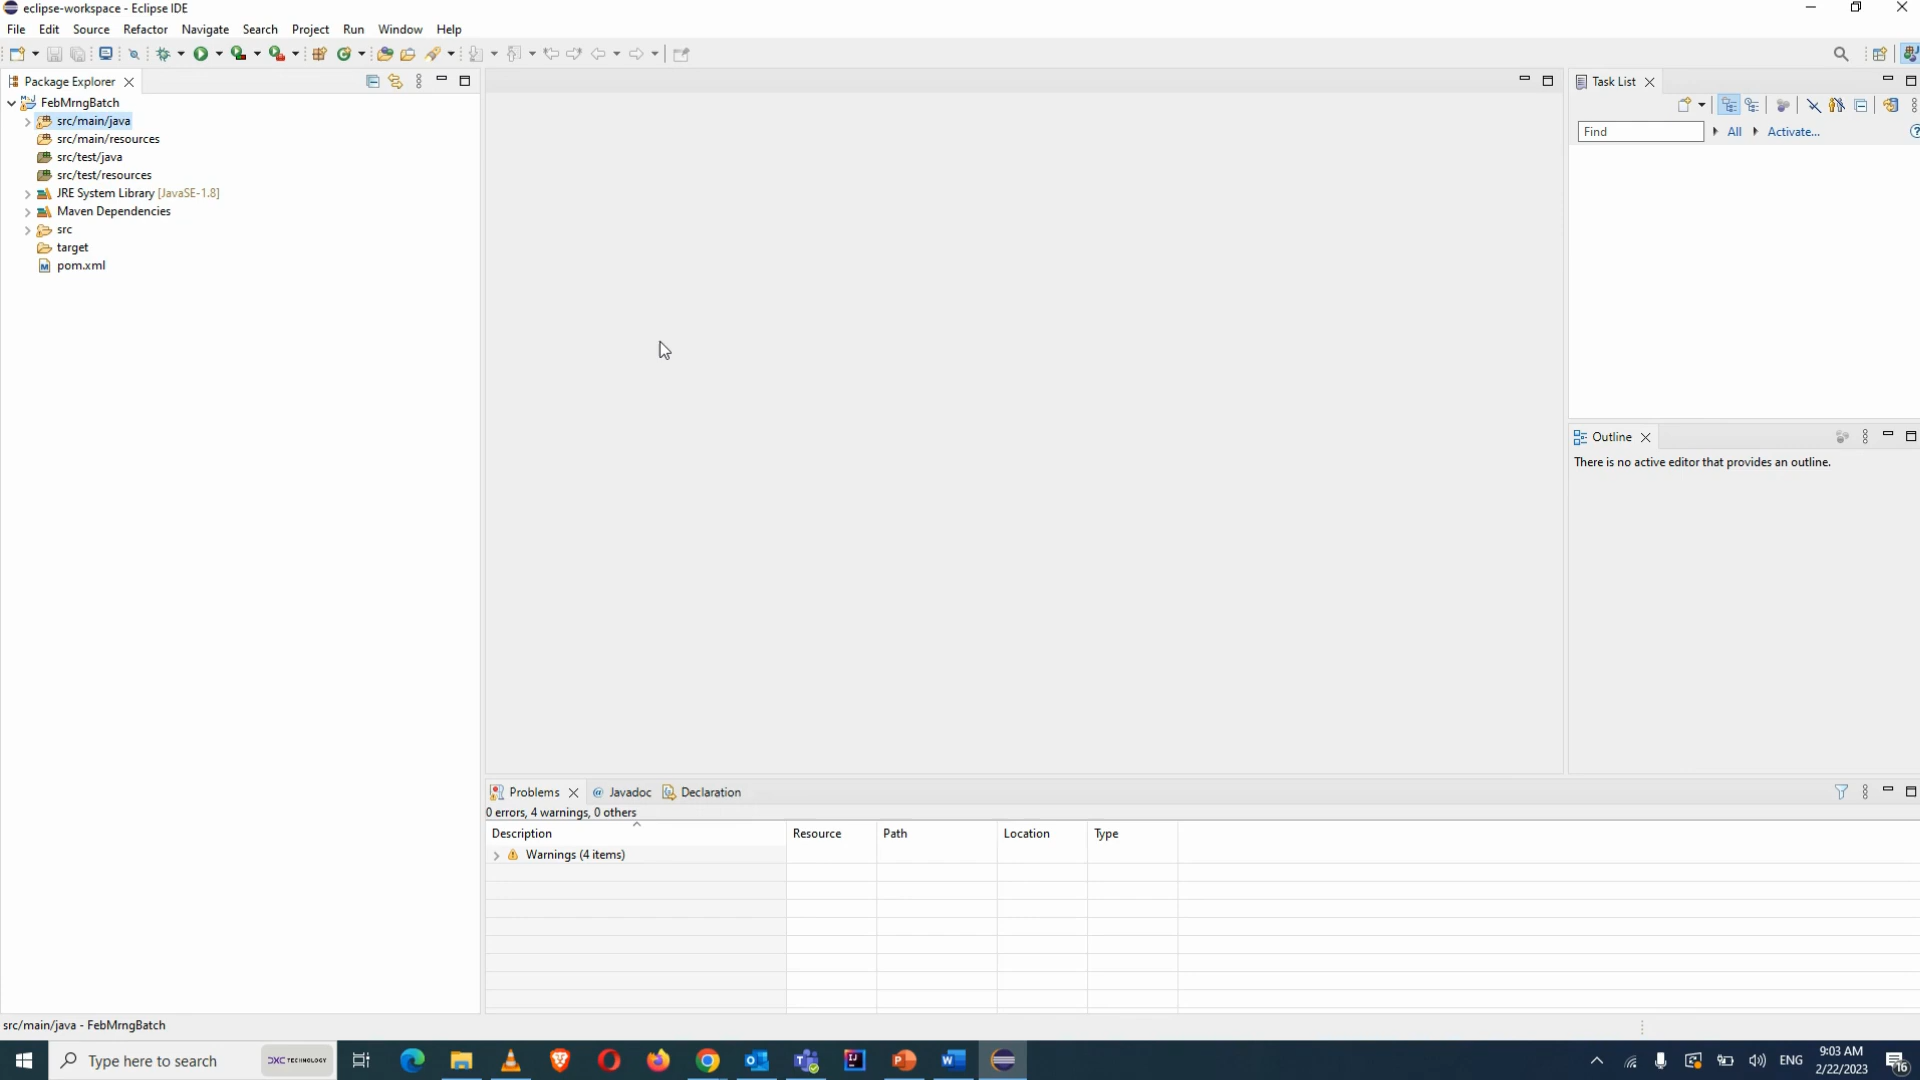 eclipse-workspace - Eclipse IDE
File Edit Source Refactor Navigate Search Project Run Window Help
Package Explorer
FebMrngBatch
src/main/java
src/main/resources
src/test/java
src/test/resources
JRE System Library [JavaSE-1.8]
Maven Dependencies
src
target
pom.xml
Task List
Find All Activate...
Outline
There is no active editor that provides an outline.
Problems Javadoc Declaration
0 errors, 4 warnings, 0 others
Description Resource Path Location Type
Warnings (4 items)
src/main/java - FebMrngBatch
Type here to search
DXC TECHNOLOGY
ENG
9:03 AM
2/22/2023
16